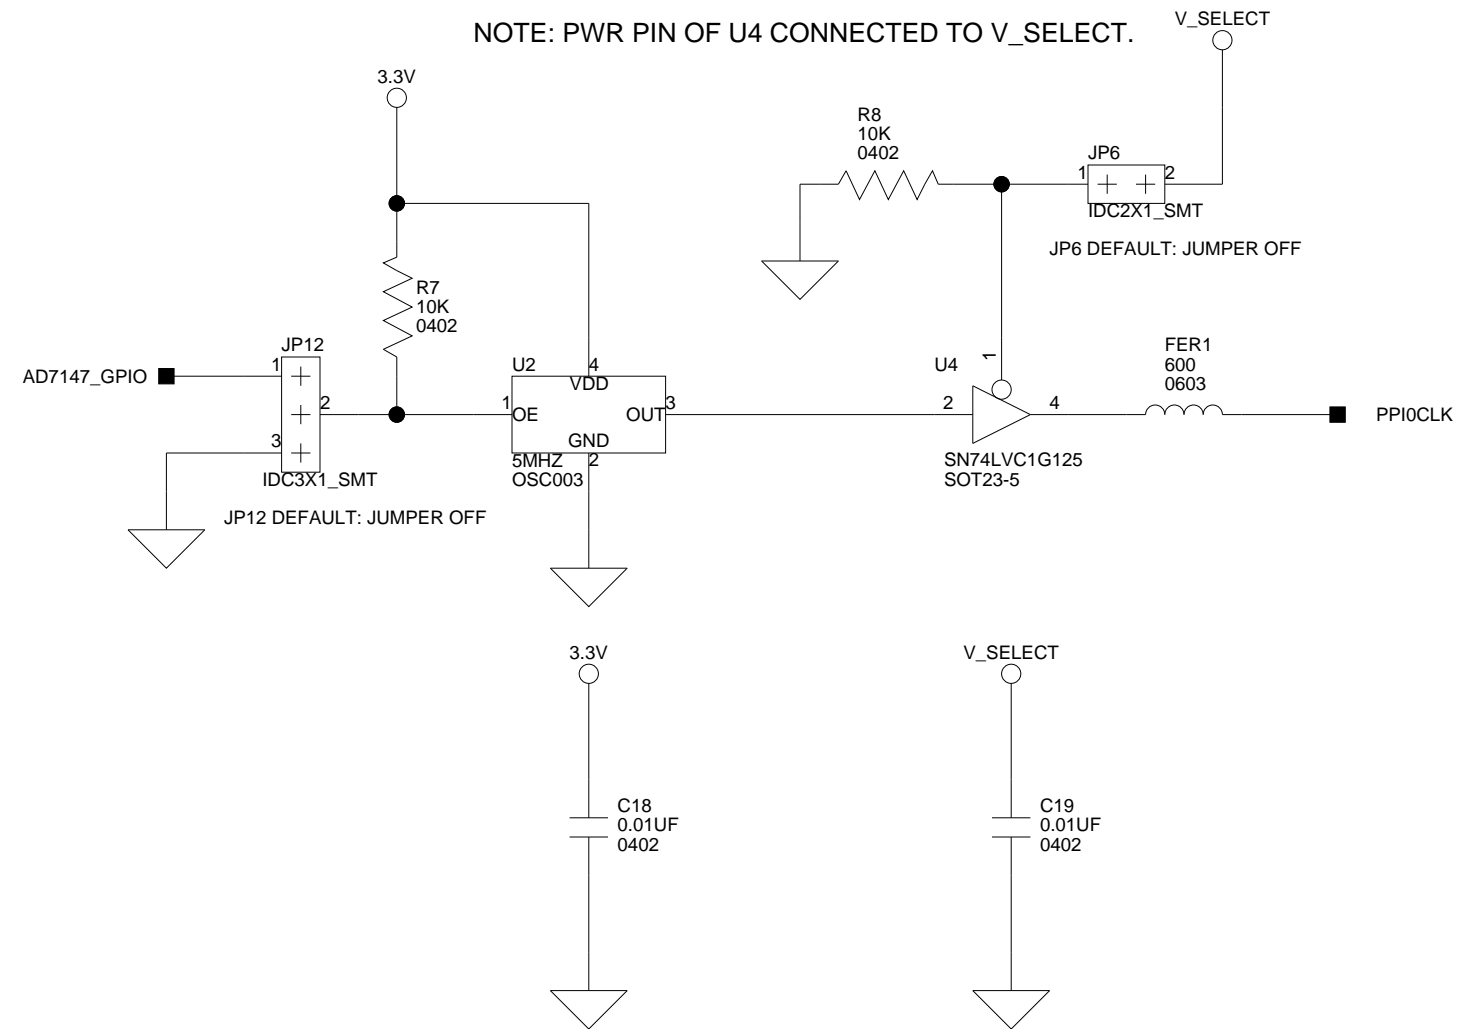 NOTE: PWR PIN OF U4 CONNECTED TO V_SELECT.
V_SELECT
3.3V
R8
10K
0402
JP6
1
2
IDC2X1_SMT
JP6 DEFAULT: JUMPER OFF
R7
10K
0402
JP12
AD7147_GPIO
1
2
3
IDC3X1_SMT
JP12 DEFAULT: JUMPER OFF
U2
4
VDD
1
OE
OUT
3
GND
2
5MHZ
OSC003
U4
1
2
4
SN74LVC1G125
SOT23-5
FER1
600
0603
PPI0CLK
3.3V
C18
0.01UF
0402
V_SELECT
C19
0.01UF
0402